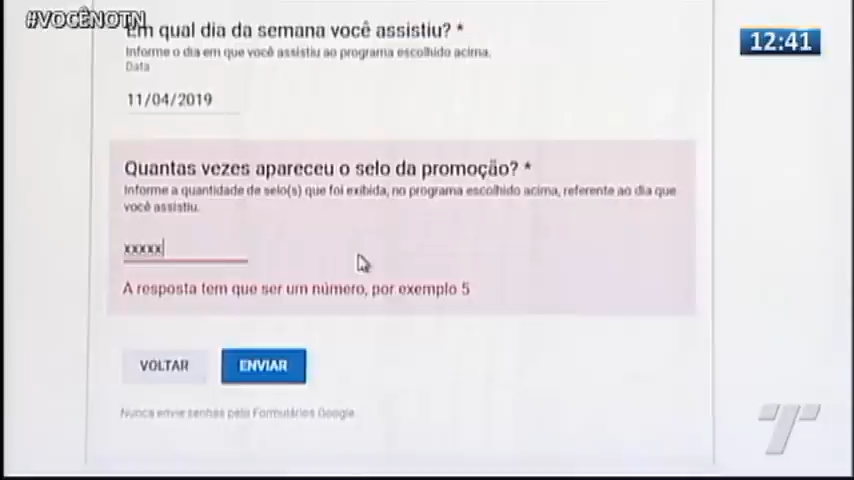 #VOCÊNOTN
Em qual dia da semana você assistiu? *
Informe o dia em que você assistiu ao programa escolhido acima.
Data
12:41
11/04/2019
Quantas vezes apareceu o selo da promoção? *
Informe a quantidade de selo(s) que foi exibida, no programa escolhido acima, referente ao dia que
você assistiu.
xxxxx
A resposta tem que ser um número, por exemplo 5
VOLTAR
ENVIAR
Nunca envie senhas pelo Formulários Google.